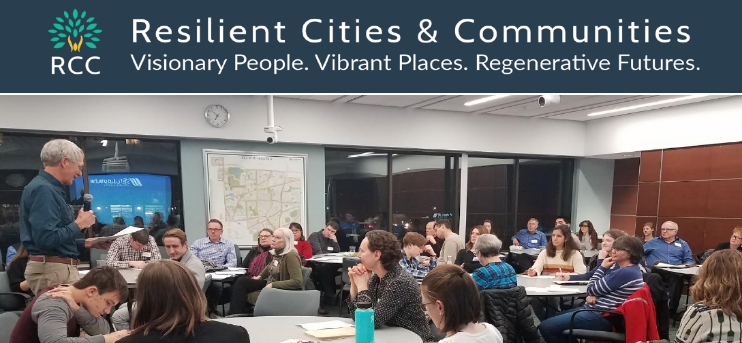 Resilient Cities & Communities
RCC
Visionary People. Vibrant Places. Regenerative Futures.